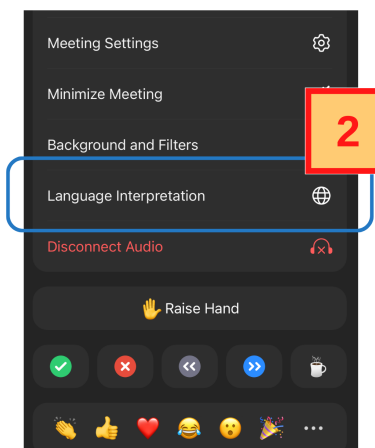 Meeting Settings
Minimize Meeting
2
Background and Filters
Language Interpretation
Disconnect Audio
Raise Hand